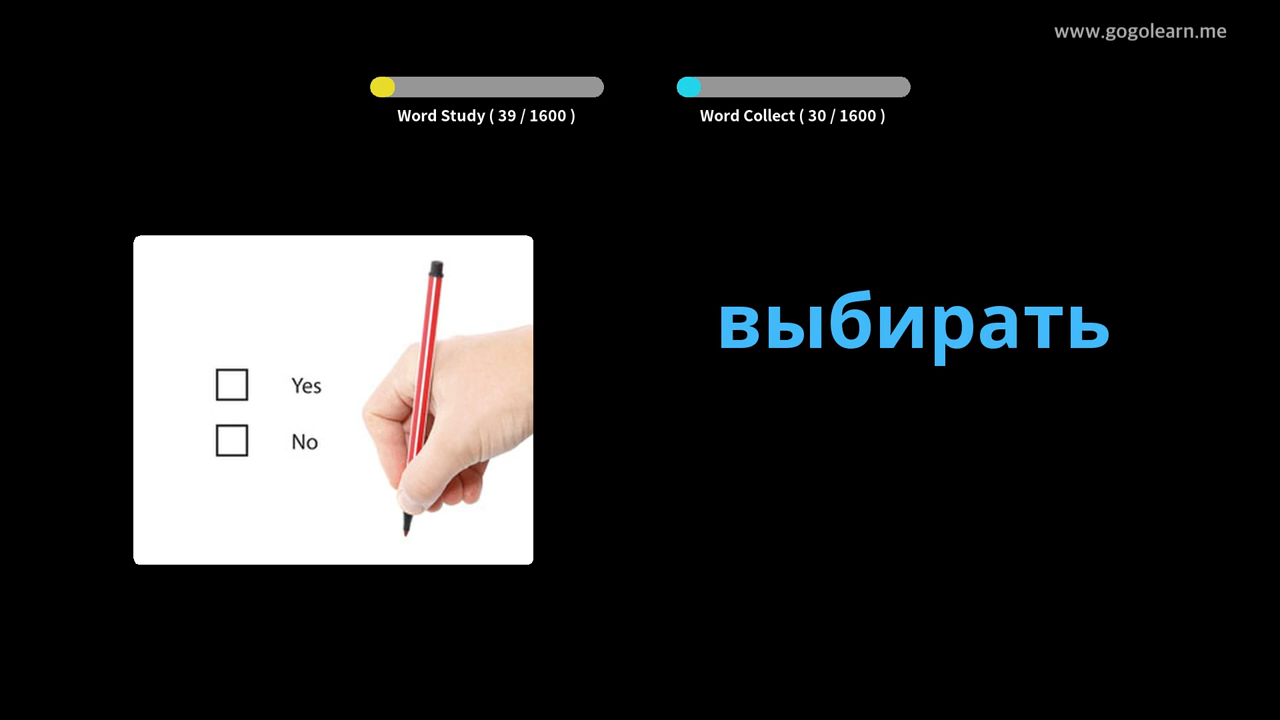 www.gogolearn.me
Word Study ( 39 / 1600 )
Word Collect ( 30 / 1600 )
Yes
No
выбирать